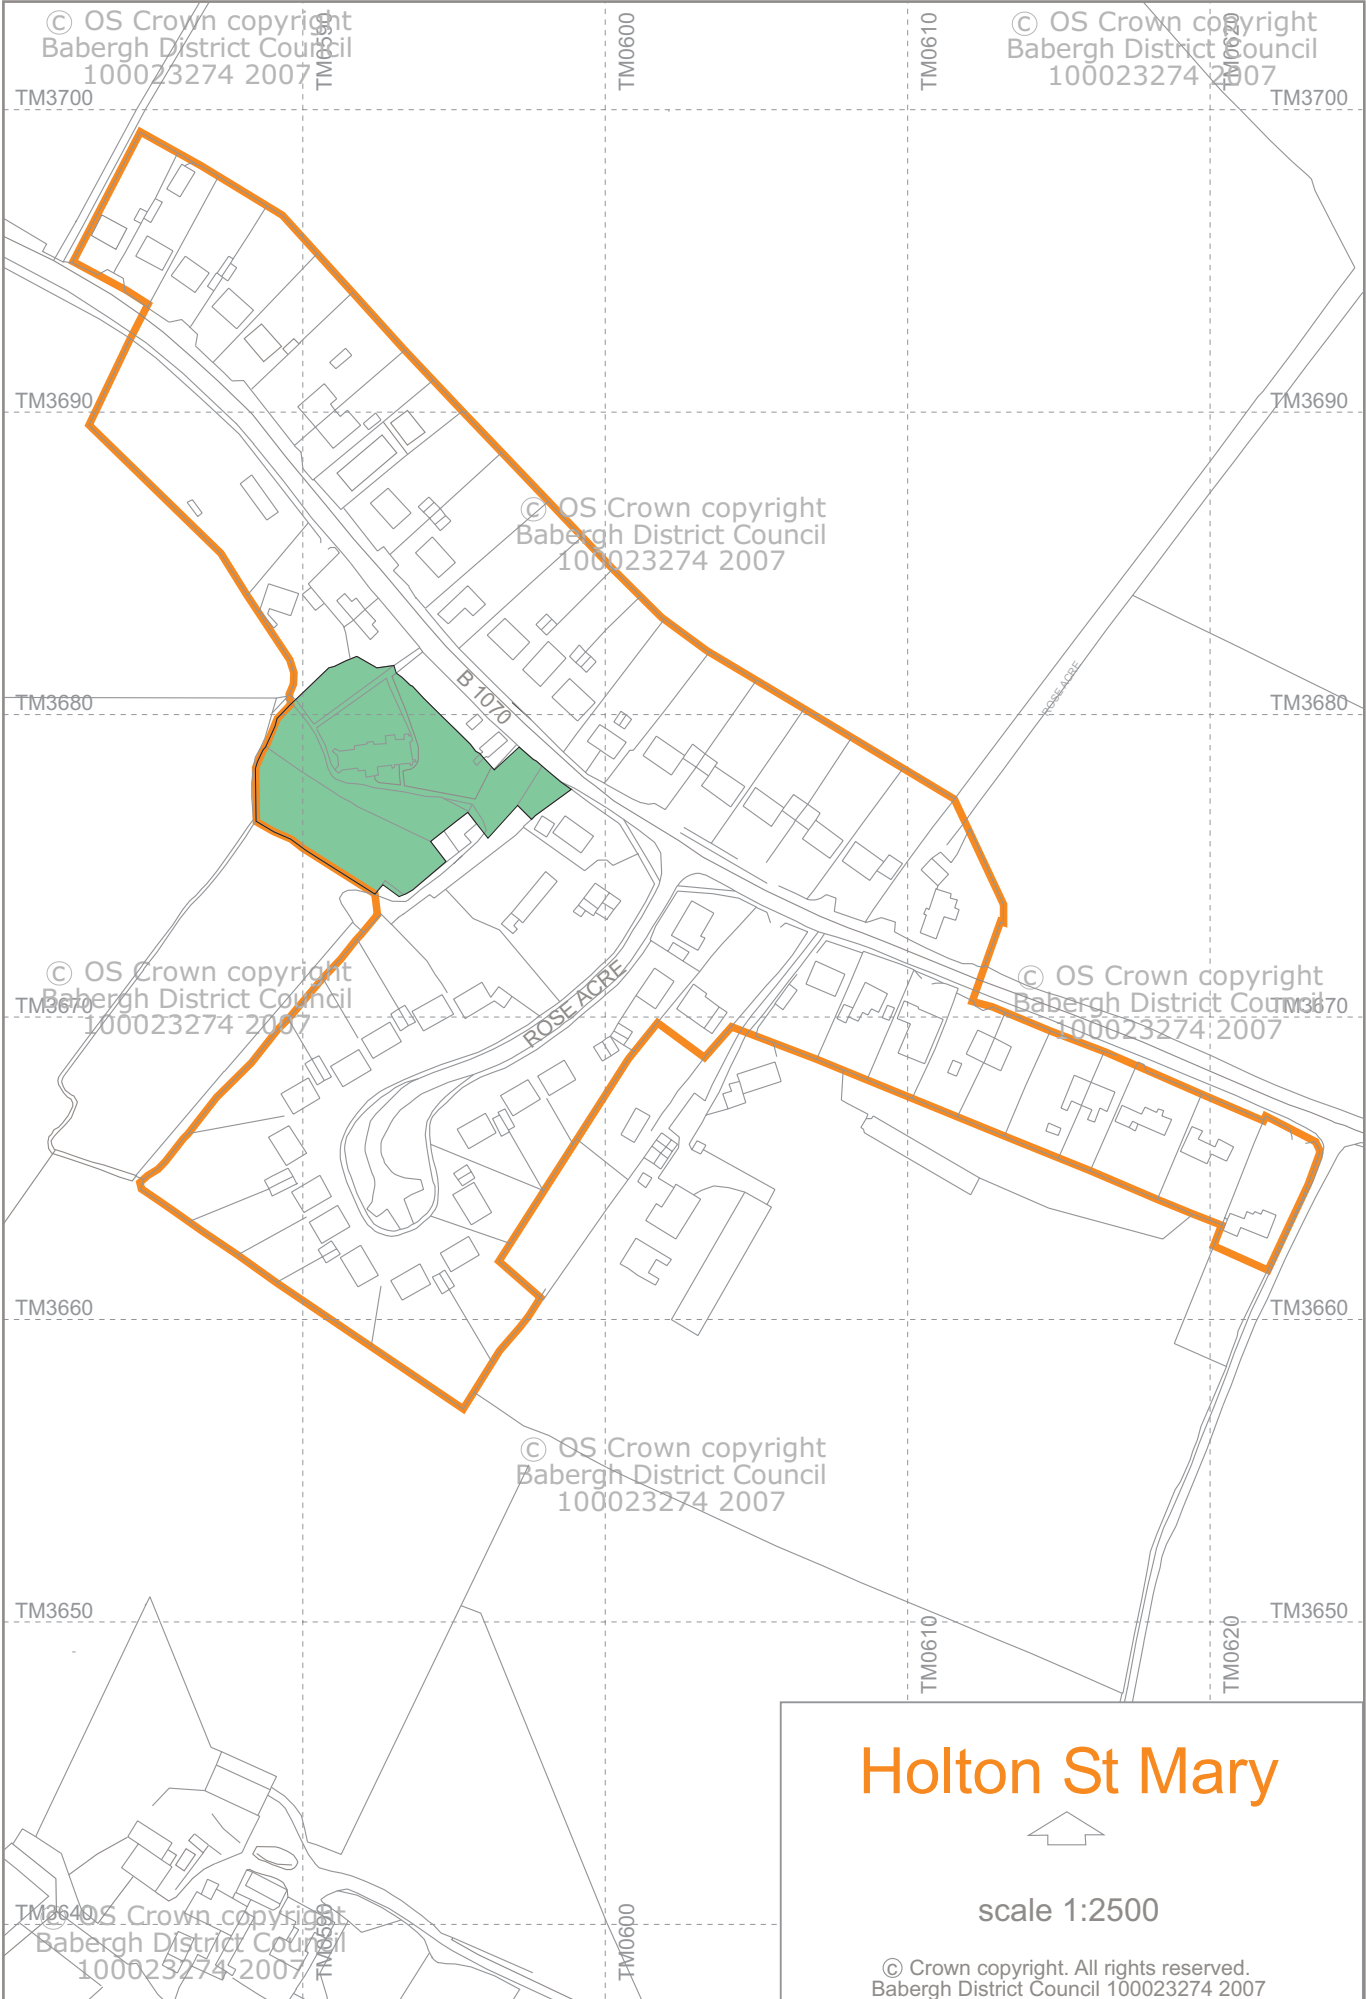 © OS Crown copyright
Babergh District Council
100023274 2007
TM0590
TM0600
TM0610
© OS Crown copyright
Babergh District Council
100023274 2007
TM0620
TM3700
TM3700
TM3690
TM3690
© OS Crown copyright
Babergh District Council
100023274 2007
ROSE ACRE
B 1070
TM3680
TM3680
© OS Crown copyright
Babergh District Council
100023274 2007
TM3670
ROSE ACRE
© OS Crown copyright
Babergh District Council
100023274 2007
TM3670
TM3660
TM3660
© OS Crown copyright
Babergh District Council
100023274 2007
TM3650
TM3650
TM0610
TM0620
Holton St Mary
scale 1:2500
© Crown copyright. All rights reserved.
Babergh District Council 100023274 2007
TM3640
© OS Crown copyright
Babergh District Council
100023274 2007
TM0590
TM0600